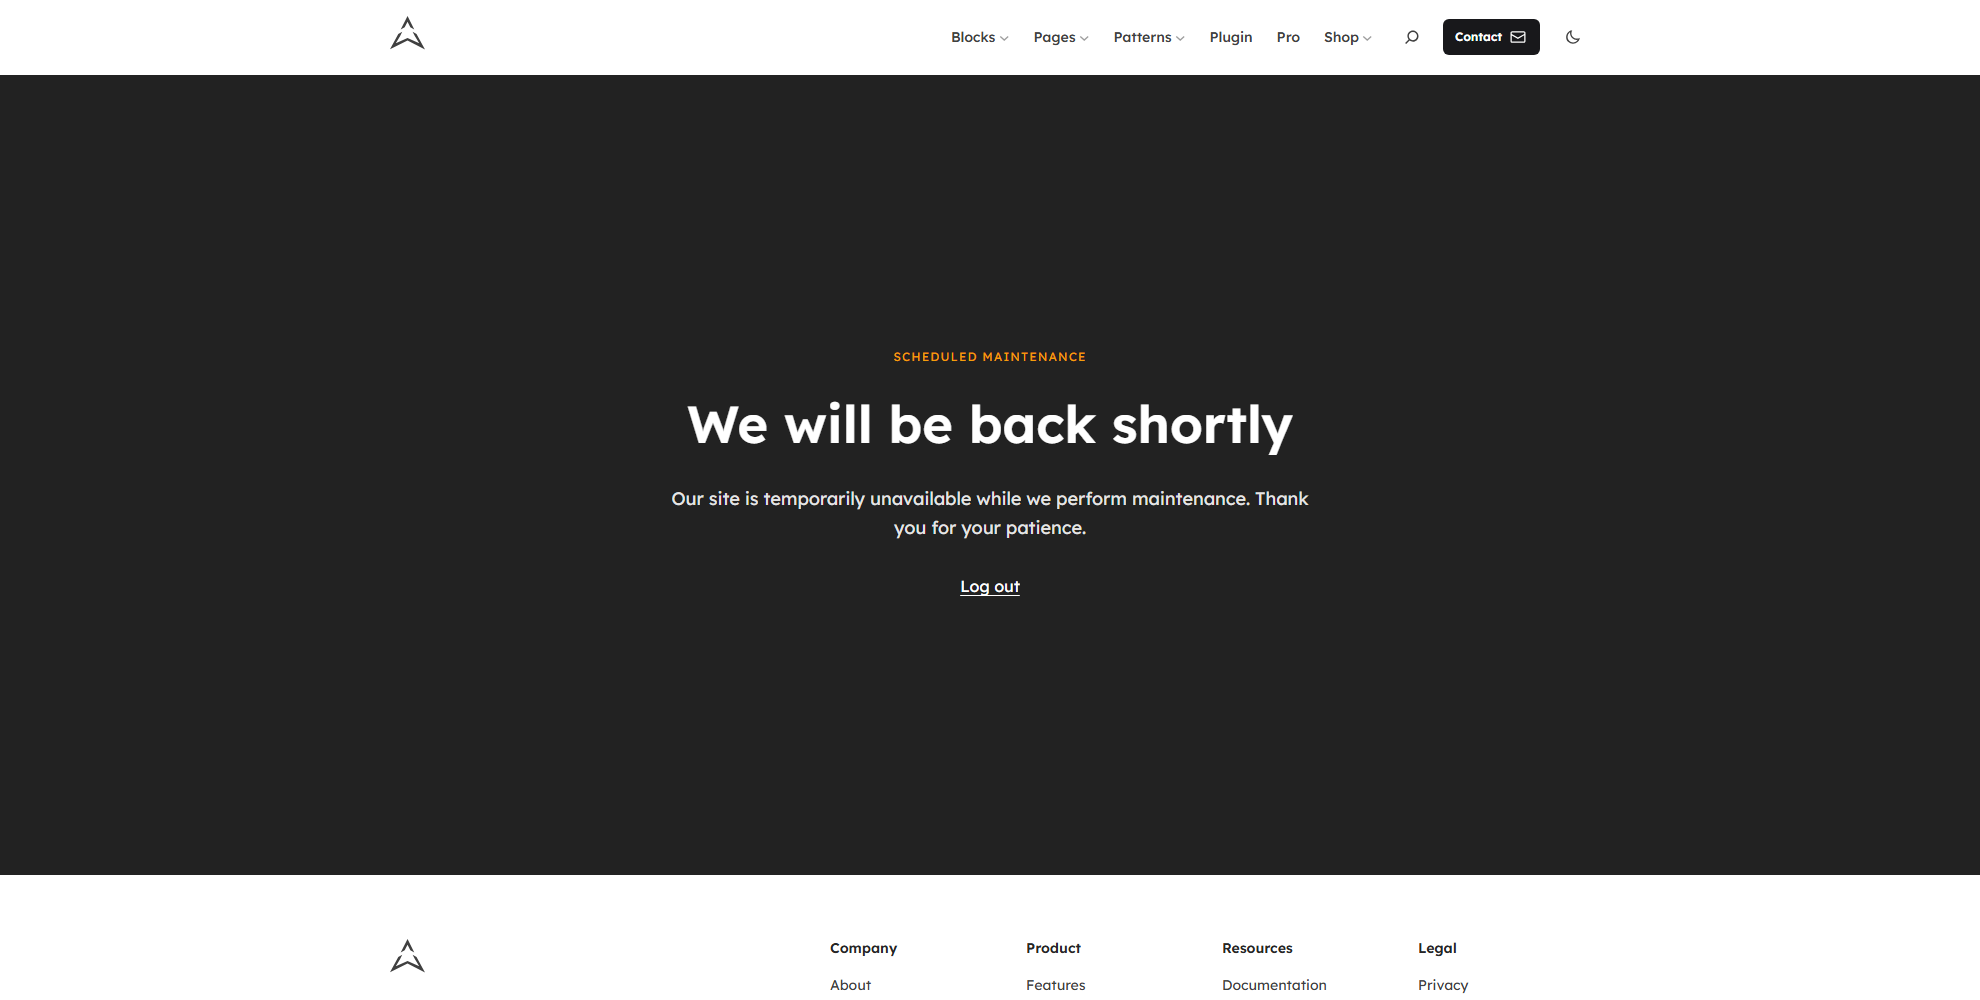 Blocks Pages Patterns Plugin Pro Shop Contact
SCHEDULED MAINTENANCE
We will be back shortly
Our site is temporarily unavailable while we perform maintenance. Thank
you for your patience.
Log out
Company Product Resources Legal
About Features Documentation Privacy